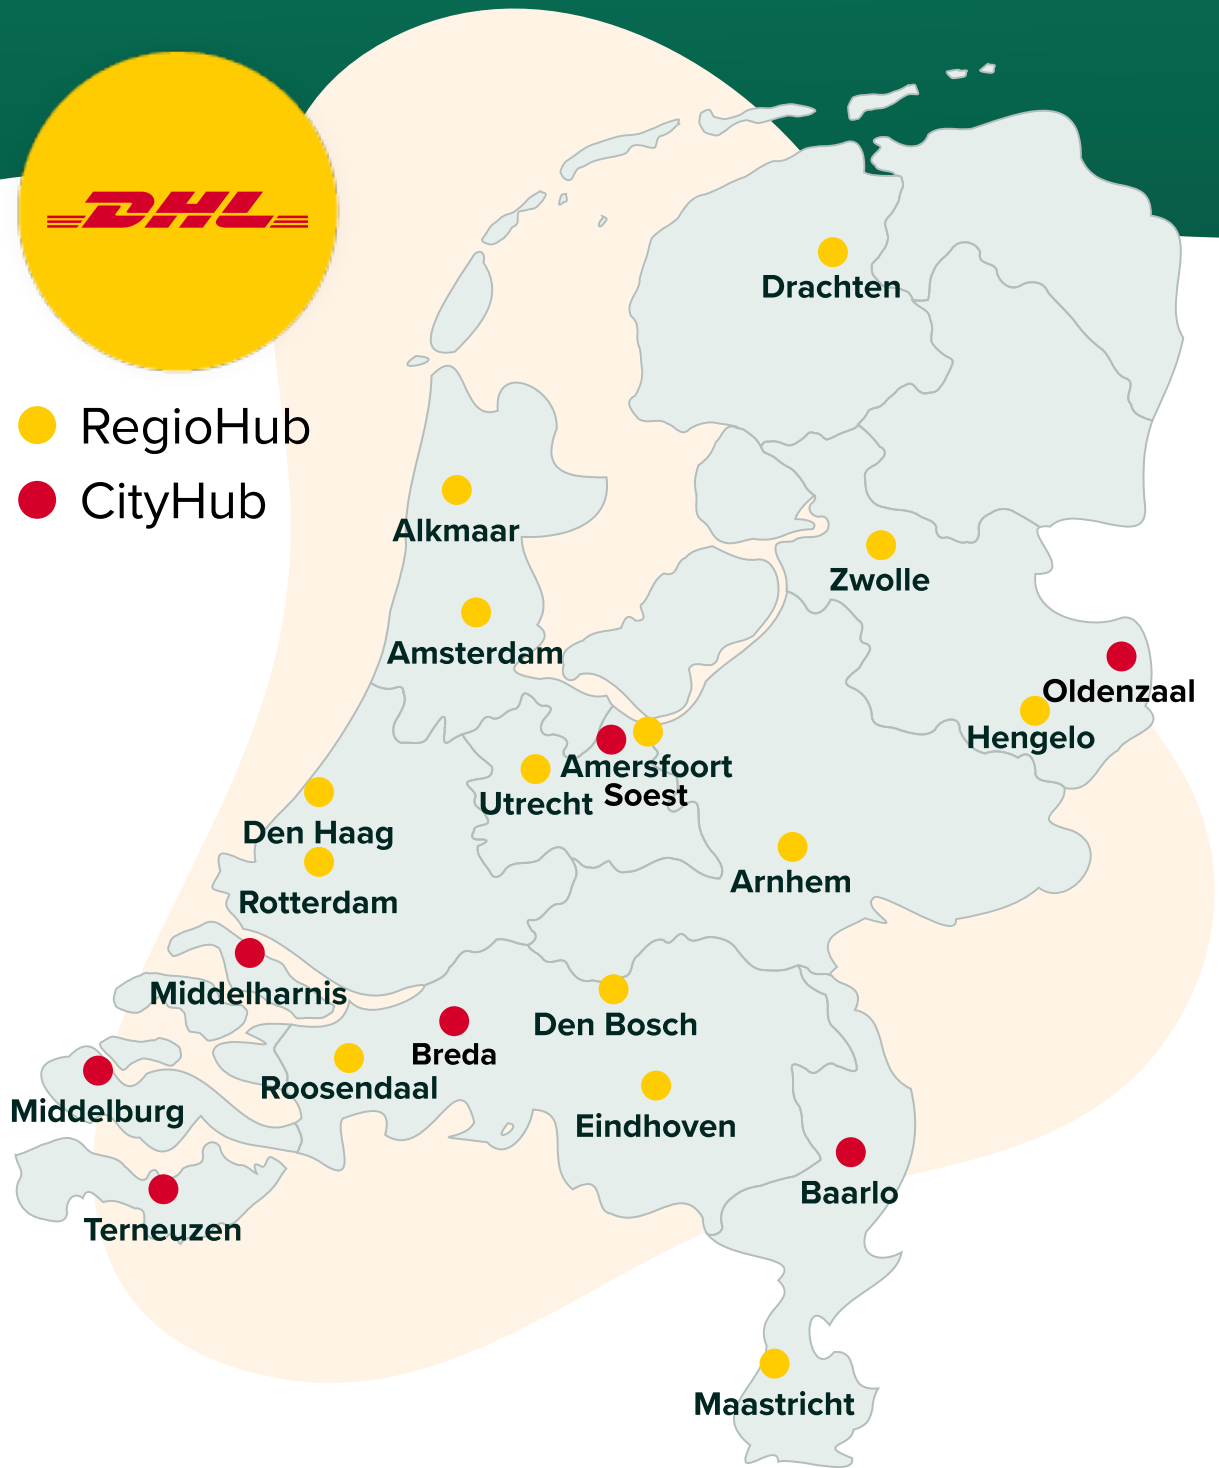 DHL
RegioHub
CityHub
Drachten
Alkmaar
Zwolle
Amsterdam
Oldenzaal
Hengelo
Amersfoort
Soest
Utrecht
Den Haag
Arnhem
Rotterdam
Middelharnis
Den Bosch
Breda
Roosendaal
Middelburg
Eindhoven
Baarlo
Terneuzen
Maastricht